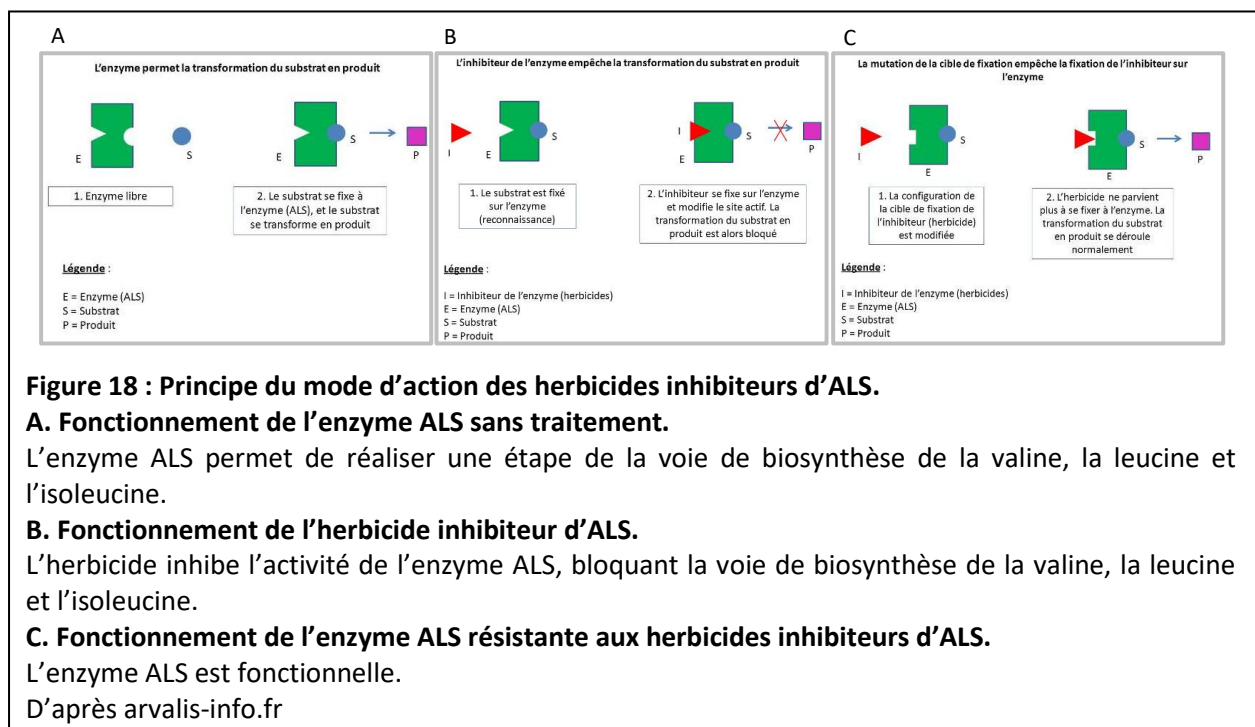 A
L'enzyme permet la transformation du substrat en produit
E
S
E
S
P
1. Enzyme libre
2. Le substrat se fixe à
l'enzyme (ALS), et le substrat
se transforme en produit
Légende :
E = Enzyme (ALS)
S = Substrat
P = Produit
B
L'inhibiteur de l'enzyme empêche la transformation du substrat en produit
I
E
S
I
E
S
P
1. Le substrat est fixé
sur l'enzyme
(reconnaissance)
2. L'inhibiteur se fixe sur l'enzyme
et modifie le site actif. La
transformation du substrat en
produit est alors bloqué
Légende :
I = Inhibiteur de l'enzyme (herbicides)
E = Enzyme (ALS)
S = Substrat
P = Produit
C
La mutation de la cible de fixation empêche la fixation de l'inhibiteur sur
l'enzyme
I
S
E
I
S
E
P
1. La configuration de
la cible de fixation de
l'inhibiteur (herbicide)
est modifiée
2. L'herbicide ne parvient
plus à se fixer à l'enzyme. La
transformation du substrat
en produit se déroule
normalement
Légende :
I = Inhibiteur de l'enzyme (herbicides)
E = Enzyme (ALS)
S = Substrat
P = Produit
Figure 18 : Principe du mode d'action des herbicides inhibiteurs d'ALS.
A. Fonctionnement de l'enzyme ALS sans traitement.
L'enzyme ALS permet de réaliser une étape de la voie de biosynthèse de la valine, la leucine et
l'isoleucine.
B. Fonctionnement de l'herbicide inhibiteur d'ALS.
L'herbicide inhibe l'activité de l'enzyme ALS, bloquant la voie de biosynthèse de la valine, la leucine
et l'isoleucine.
C. Fonctionnement de l'enzyme ALS résistante aux herbicides inhibiteurs d'ALS.
L'enzyme ALS est fonctionnelle.
D'après arvalis-info.fr